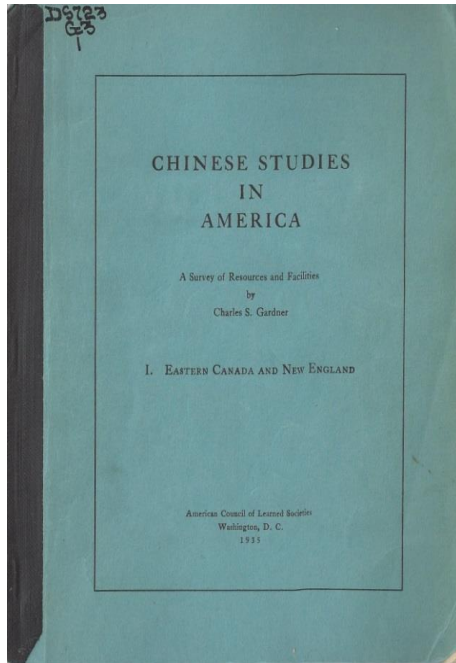 DS723
G3
1
CHINESE STUDIES
IN
AMERICA
A Survey of Resources and Facilities
by
Charles S. Gardner
I. EASTERN CANADA AND NEW ENGLAND
American Council of Learned Societies
Washington, D. C.
1935